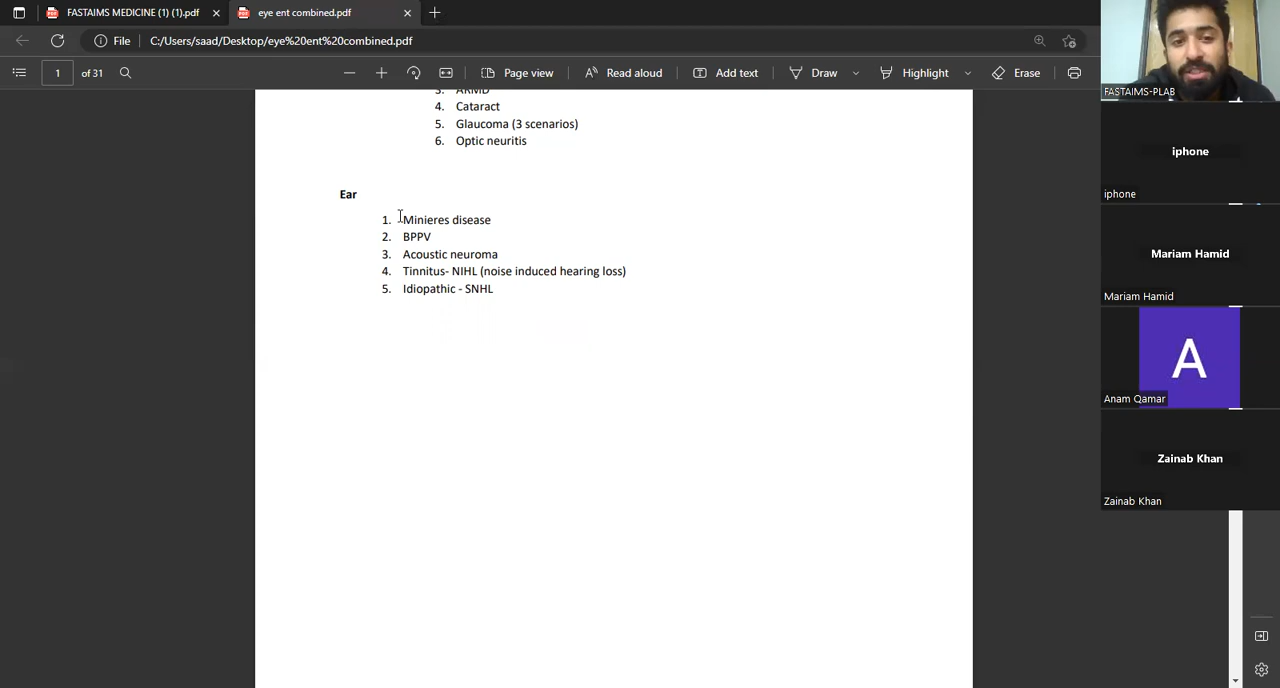 FASTAIMS MEDICINE (1) (1).pdf
eye ent combined.pdf
File
C:/Users/saad/Desktop/eye%20ent%20combined.pdf
1 of 31
Page view
Read aloud
Add text
Draw
Highlight
Erase
3. ARMD
4. Cataract
5. Glaucoma (3 scenarios)
6. Optic neuritis
Ear
1. Minieres disease
2. BPPV
3. Acoustic neuroma
4. Tinnitus- NIHL (noise induced hearing loss)
5. Idiopathic - SNHL
FASTAIMS-PLAB
iphone
iphone
Mariam Hamid
Mariam Hamid
A
Anam Qamar
Zainab Khan
Zainab Khan